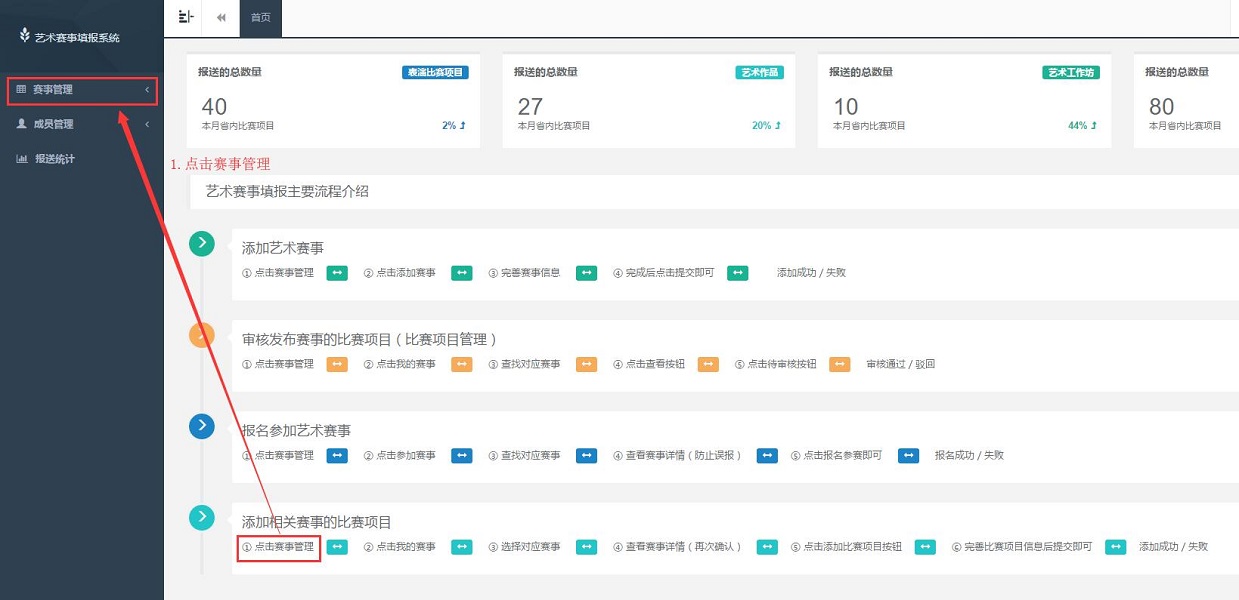 艺术赛事填报系统
首页
赛事管理
成员管理
报送统计
报送的总数量 表演比赛项目
40
本月省内比赛项目 2%
报送的总数量 艺术作品
27
本月省内比赛项目 20%
报送的总数量 艺术工作坊
10
本月省内比赛项目 44%
报送的总数量
80
本月省内比赛项目
1. 点击赛事管理
艺术赛事填报主要流程介绍
添加艺术赛事
① 点击赛事管理 ② 点击添加赛事 ③ 完善赛事信息 ④ 完成后点击提交即可 添加成功 / 失败
审核发布赛事的比赛项目（比赛项目管理）
① 点击赛事管理 ② 点击我的赛事 ③ 查找对应赛事 ④ 点击查看按钮 ⑤ 点击待审核按钮 审核通过 / 驳回
报名参加艺术赛事
① 点击赛事管理 ② 点击参加赛事 ③ 查找对应赛事 ④ 查看赛事详情（防止误报） ⑤ 点击报名参赛即可 报名成功 / 失败
添加相关赛事的比赛项目
① 点击赛事管理 ② 点击我的赛事 ③ 选择对应赛事 ④ 查看赛事详情（再次确认） ⑤ 点击添加比赛项目按钮 ⑥ 完善比赛项目信息后提交即可 添加成功 / 失败